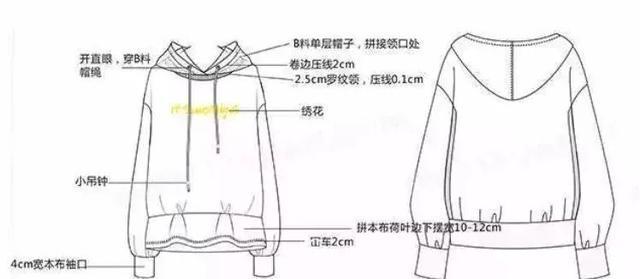 B料单层帽子，拼接领口处
开直眼，穿B料
帽绳
卷边压线2cm
2.5cm罗纹领，压线0.1cm
绣花
小吊钟
拼本布荷叶边下摆宽10-12cm
冚车2cm
4cm宽本布袖口